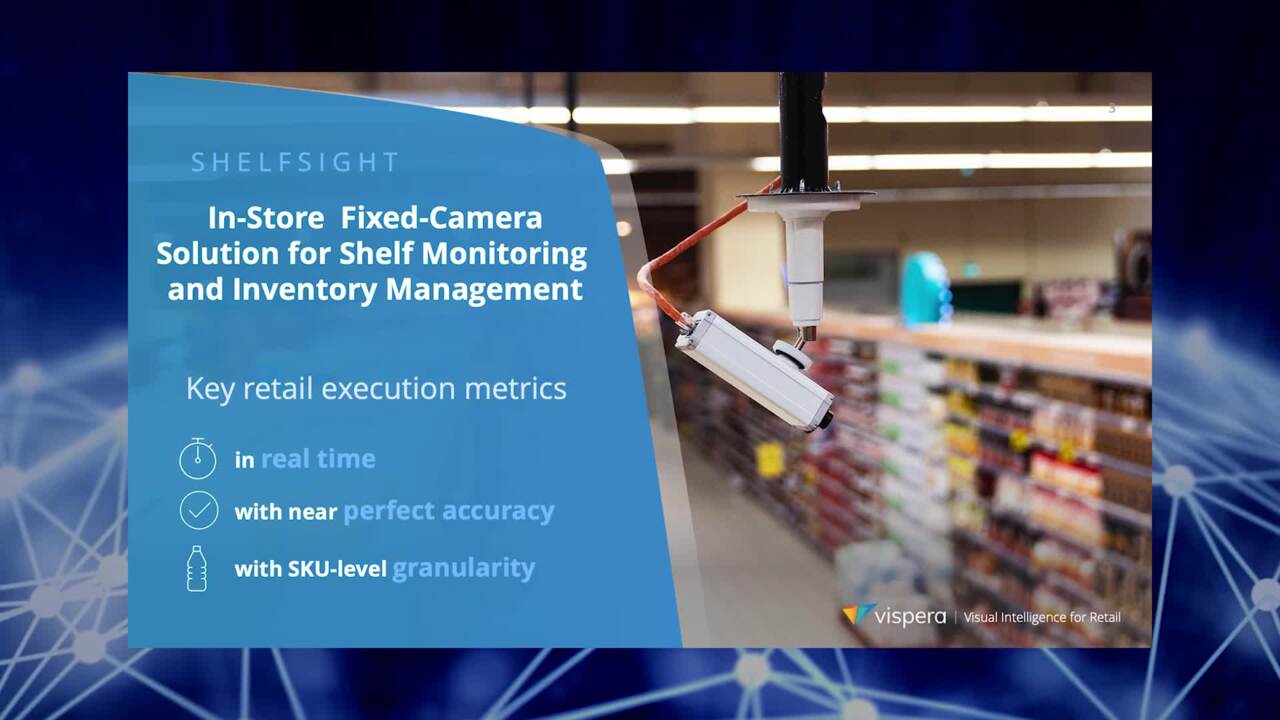 3
SHELFSIGHT
In-Store Fixed-Camera
Solution for Shelf Monitoring
and Inventory Management
Key retail execution metrics
in real time
with near perfect accuracy
with SKU-level granularity
vispera | Visual Intelligence for Retail